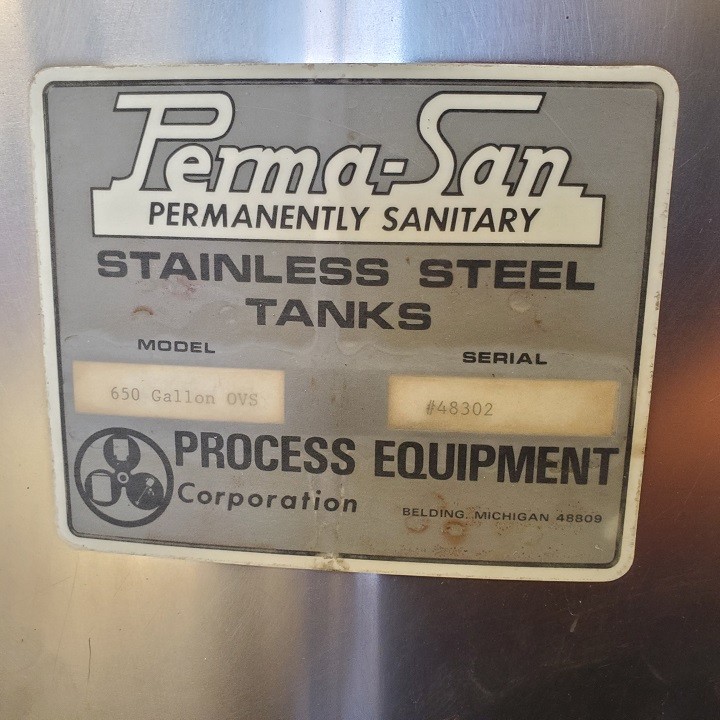 Perma-San
PERMANENTLY SANITARY
STAINLESS STEEL
TANKS
MODEL
SERIAL
650 Gallon OVS
#48302
PROCESS EQUIPMENT
Corporation
BELDING, MICHIGAN 48809